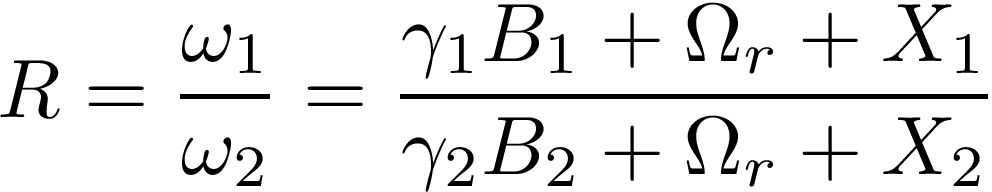 R = \frac{\omega_1}{\omega_2} = \frac{\gamma_1 B_1 + \Omega_r + X_1}{\gamma_2 B_2 + \Omega_r + X_2}